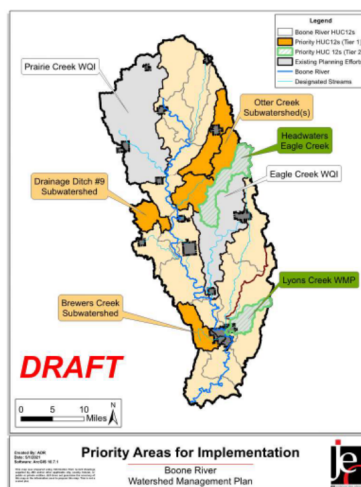 Legend
Boone River HUC12s
Priority HUC12s (Tier 1)
Priority HUC 12s (Tier 2)
Existing Planning Efforts
Boone River
Designated Streams
Prairie Creek WQI
Otter Creek
Subwatershed(s)
Headwaters
Eagle Creek
Drainage Ditch #9
Subwatershed
Eagle Creek WQI
Lyons Creek WMP
Brewers Creek
Subwatershed
DRAFT
0 5 10
Miles
N
Priority Areas for Implementation
Boone River
Watershed Management Plan
je